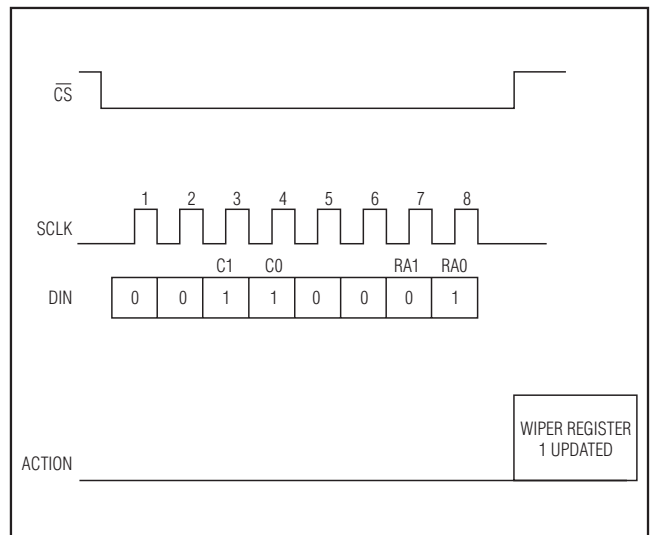 C̅S̅
1 2 3 4 5 6 7 8
SCLK
C1 C0 RA1 RA0
DIN 0 0 1 1 0 0 0 1
WIPER REGISTER
1 UPDATED
ACTION